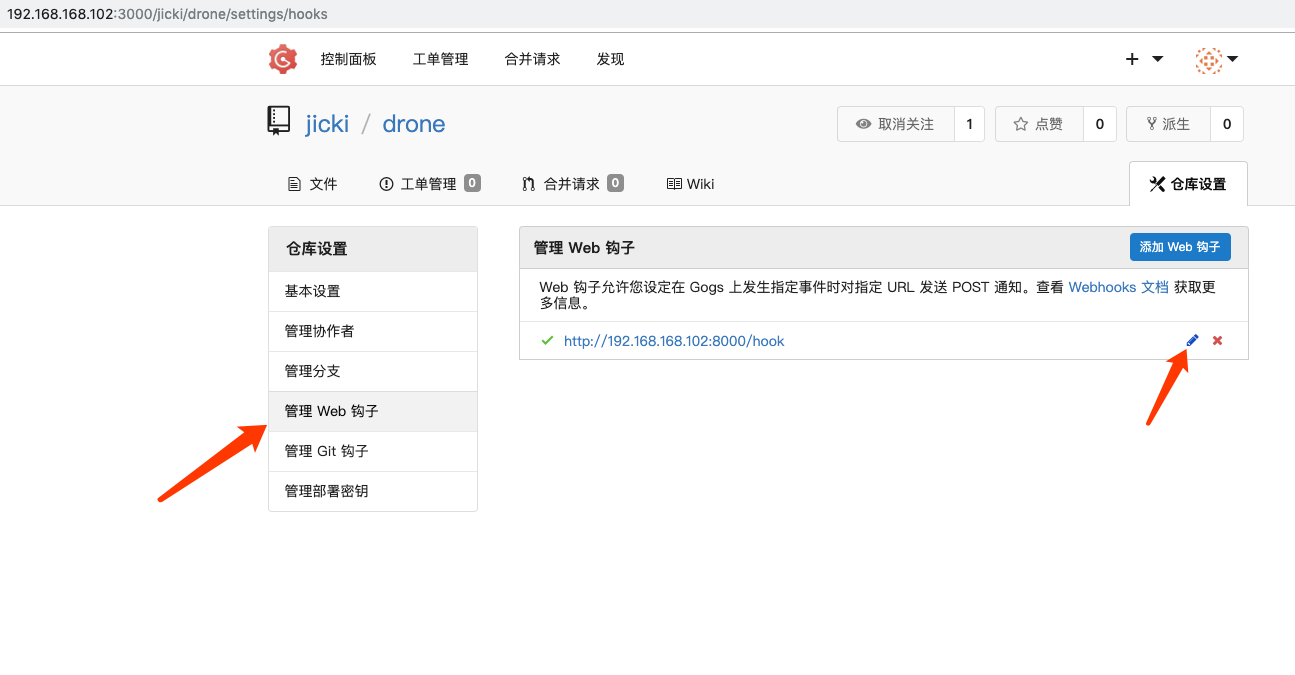 192.168.168.102:3000/jicki/drone/settings/hooks
控制面板 工单管理 合并请求 发现
jicki / drone
取消关注 1 点赞 0 派生 0
文件 工单管理 0 合并请求 0 Wiki 仓库设置
仓库设置
基本设置
管理协作者
管理分支
管理 Web 钩子
管理 Git 钩子
管理部署密钥
管理 Web 钩子 添加 Web 钩子
Web 钩子允许您设定在 Gogs 上发生指定事件时对指定 URL 发送 POST 通知。查看 Webhooks 文档 获取更
多信息。
http://192.168.168.102:8000/hook